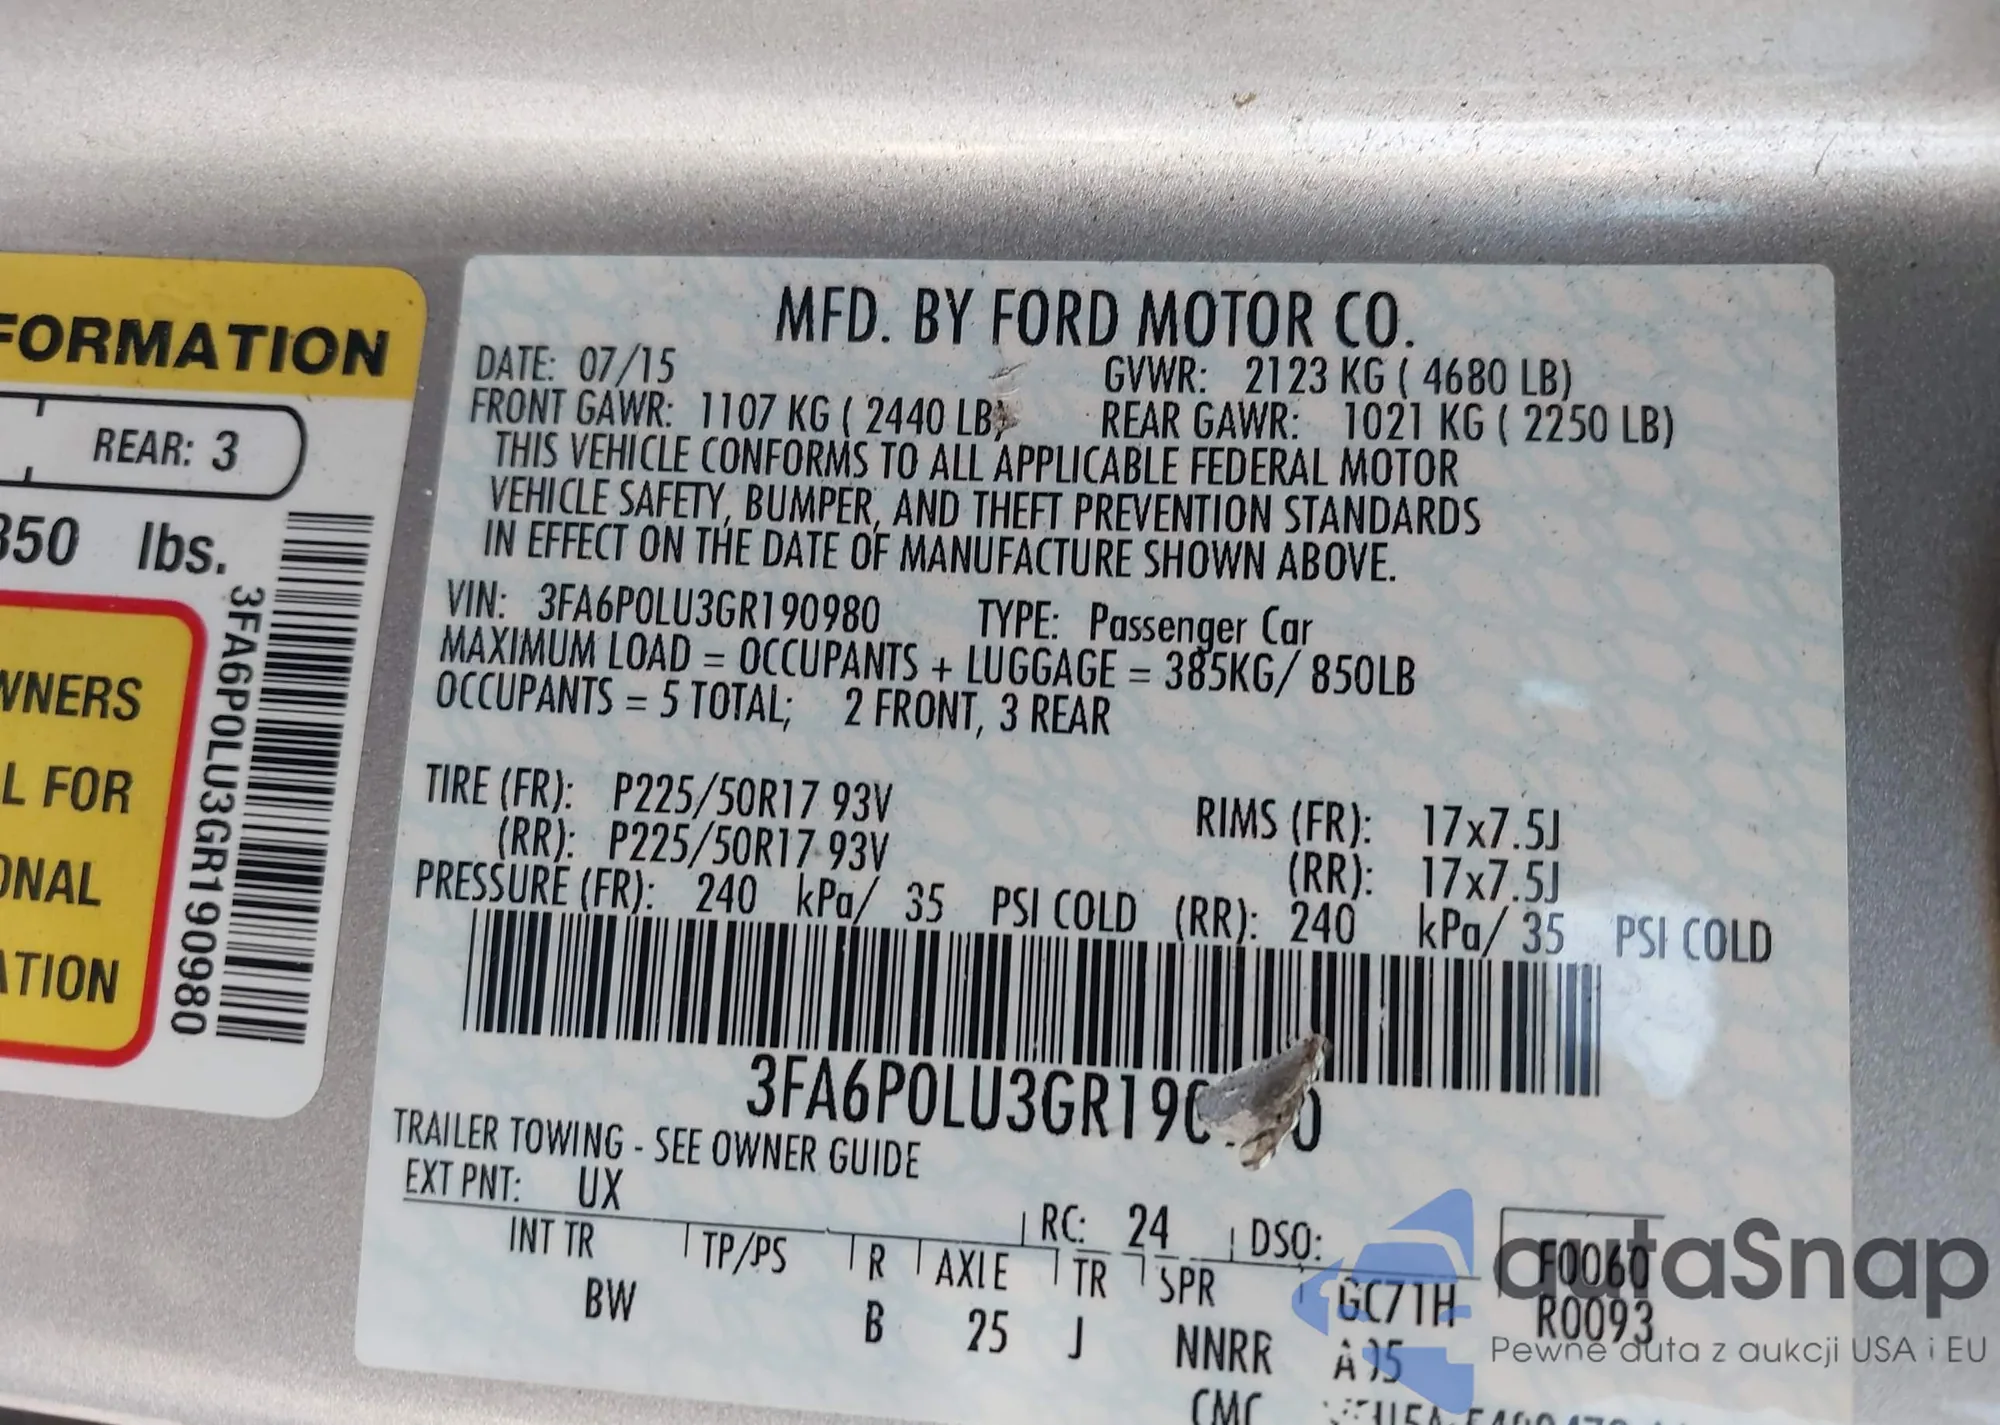 FORMATION
REAR: 3
850 lbs.
WNERS
L FOR
ONAL
ATION
3FA6P0LU3GR190980
MFD. BY FORD MOTOR CO.
DATE: 07/15 GVWR: 2123 KG ( 4680 LB)
FRONT GAWR: 1107 KG ( 2440 LB) REAR GAWR: 1021 KG ( 2250 LB)
THIS VEHICLE CONFORMS TO ALL APPLICABLE FEDERAL MOTOR
VEHICLE SAFETY, BUMPER, AND THEFT PREVENTION STANDARDS
IN EFFECT ON THE DATE OF MANUFACTURE SHOWN ABOVE.
VIN: 3FA6P0LU3GR190980 TYPE: Passenger Car
MAXIMUM LOAD = OCCUPANTS + LUGGAGE = 385KG/ 850LB
OCCUPANTS = 5 TOTAL; 2 FRONT, 3 REAR
TIRE (FR): P225/50R17 93V RIMS (FR): 17x7.5J
(RR): P225/50R17 93V (RR): 17x7.5J
PRESSURE (FR): 240 kPa/ 35 PSI COLD (RR): 240 kPa/ 35 PSI COLD
3FA6P0LU3GR190 0
TRAILER TOWING - SEE OWNER GUIDE
EXT PNT: UX RC: 24 DSO: F0060
INT TR TP/PS R AXLE TR SPR GC71H R0093
BW B 25 J NNRR
CMC
autaSnap
Pewne auta z aukcji USA i EU